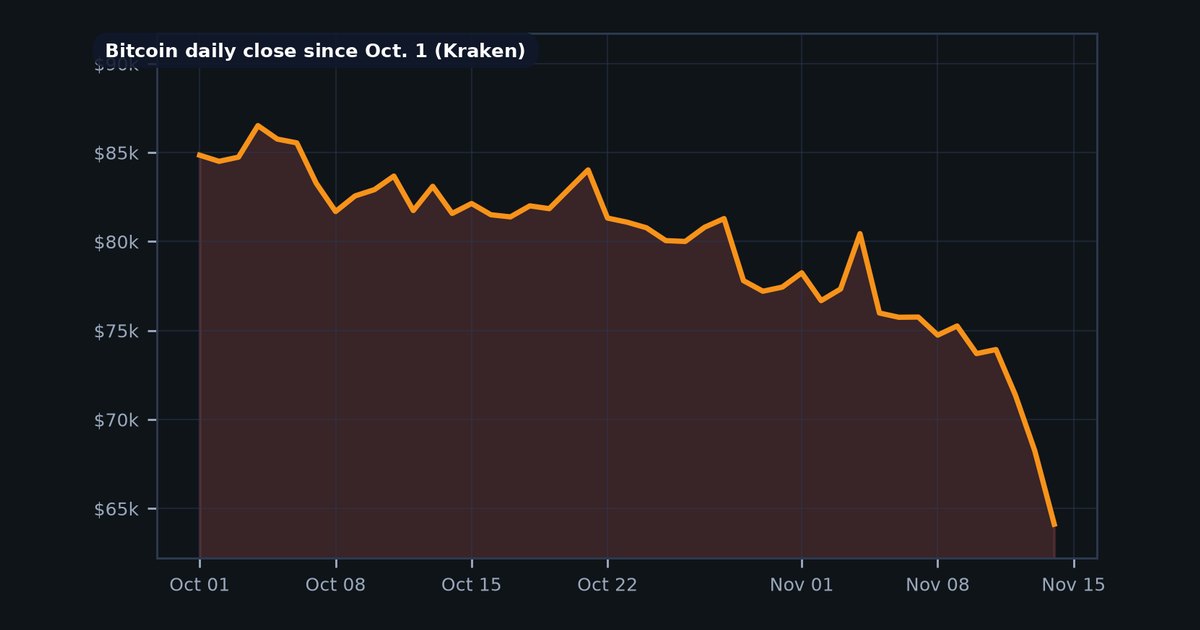 Bitcoin daily close since Oct. 1 (Kraken)
$90k
$85k
$80k
$75k
$70k
$65k
Oct 01 Oct 08 Oct 15 Oct 22 Nov 01 Nov 08 Nov 15